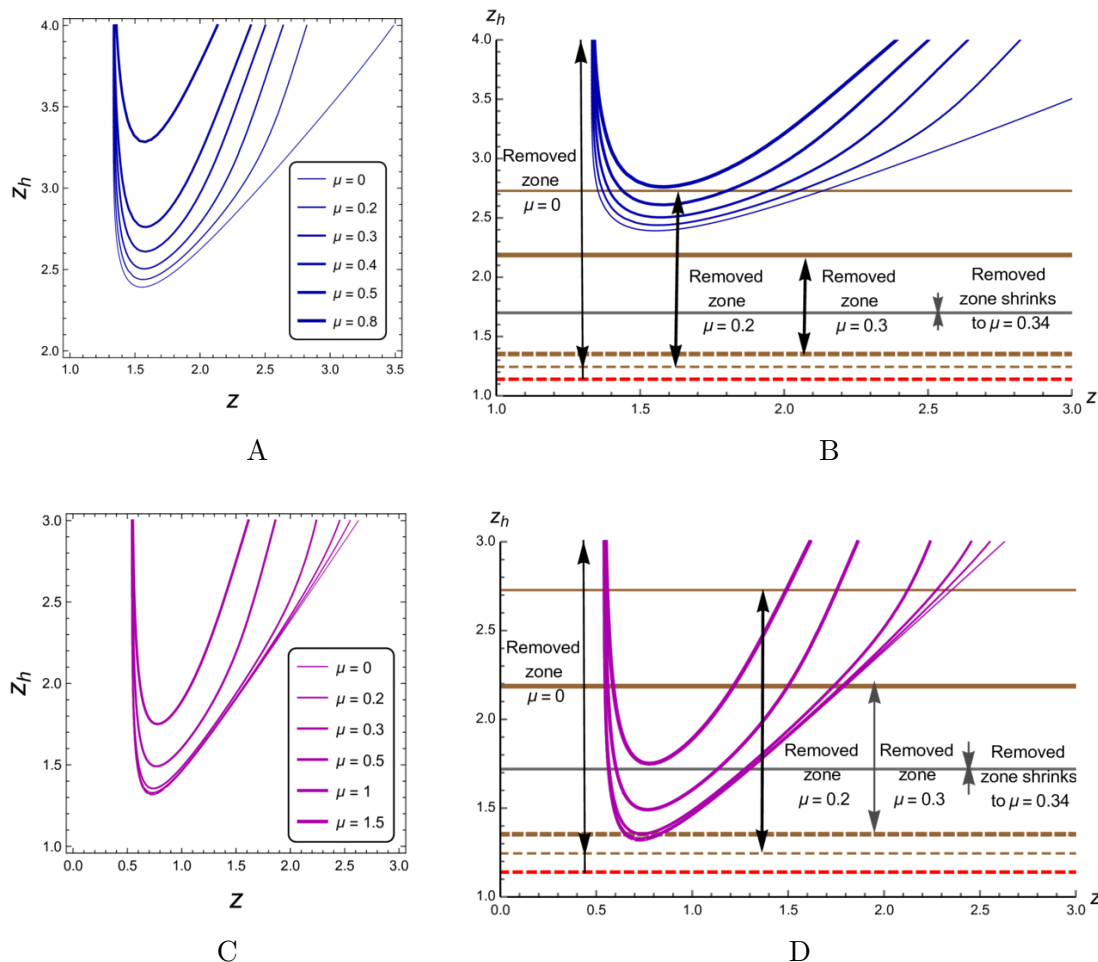 4.0
3.5
3.0
2.5
2.0
z_h
μ = 0
μ = 0.2
μ = 0.3
μ = 0.4
μ = 0.5
μ = 0.8
1.0 1.5 2.0 2.5 3.0 3.5
z
A
z_h
4.0
3.5
3.0
2.5
2.0
1.5
1.0
Removed
zone
μ=0
Removed
zone
μ=0.2
Removed
zone
μ=0.3
Removed
zone shrinks
to μ= 0.34
1.0 1.5 2.0 2.5 3.0
z
B
3.0
2.5
2.0
1.5
1.0
z_h
μ = 0
μ = 0.2
μ = 0.3
μ = 0.5
μ = 1
μ = 1.5
0.0 0.5 1.0 1.5 2.0 2.5 3.0
z
C
z_h
3.0
2.5
2.0
1.5
1.0
Removed
zone
μ=0
Removed
zone
μ=0.2
Removed
zone
μ=0.3
Removed
zone shrinks
to μ= 0.34
0.0 0.5 1.0 1.5 2.0 2.5 3.0
z
D